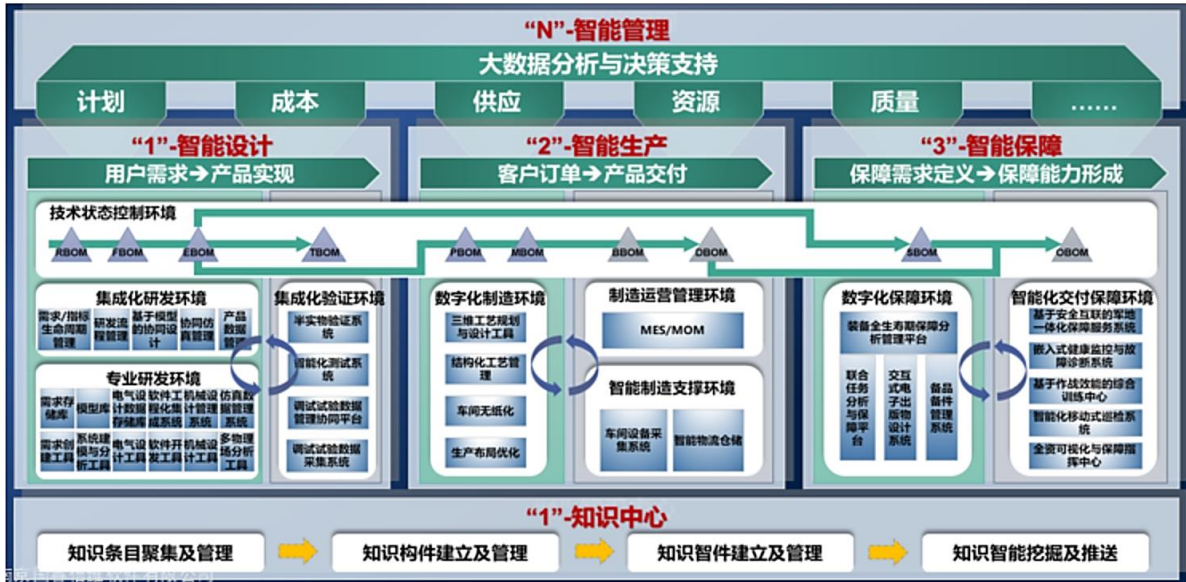 “N”-智能管理
大数据分析与决策支持
计划
成本
供应
资源
质量
……
“1”-智能设计
用户需求➔产品实现
“2”-智能生产
客户订单➔产品交付
“3”-智能保障
保障需求定义➔保障能力形成
技术状态控制环境
RBOM
FBOM
EBOM
TBOM
PBOM
MBOM
BBOM
DBOM
SBOM
OBOM
集成化研发环境
需求/指标
生命周期
管理
研发流
程管理
基于模型
的协同设
计
协同仿
真管理
产品
数据
管理
专业研发环境
需求存
储库
模型库
电气设
计数据
存储库
软件工
程化集
成系统
机械设
计管理
系统
仿真数
据管理
系统
需求创
建工具
系统建
模与分
析工具
电气设
计工具
软件开
发工具
机械设
计工具
多物理
场分析
工具
集成化验证环境
半实物验证系
统
智能化测试系
统
调试试验数据
管理协同平台
调试试验数据
采集系统
数字化制造环境
三维工艺规划
与设计工具
结构化工艺管
理
车间无纸化
生产布局优化
制造运营管理环境
MES/MOM
智能制造支撑环境
车间设备采
集系统
智能物流仓储
数字化保障环境
装备全生寿期保障分
析管理平台
联合
任务
分析
与保
障平
台
交互
式电
子出
版物
设计
系统
备品
备件
管理
系统
智能化交付保障环境
基于安全互联的军地
一体化保障服务系统
嵌入式健康监控与故
障诊断系统
基于作战效能的综合
训练中心
智能化移动式巡检系
统
全资可视化与保障指
挥中心
“1”-知识中心
知识条目聚集及管理
知识构件建立及管理
知识智件建立及管理
知识智能挖掘及推送